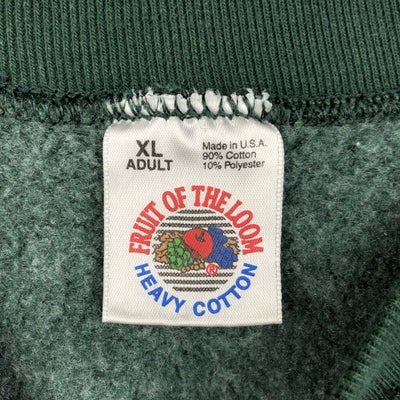 XL
ADULT
Made in U.S.A.
90% Cotton
10% Polyester
FRUIT OF THE LOOM
®
HEAVY COTTON